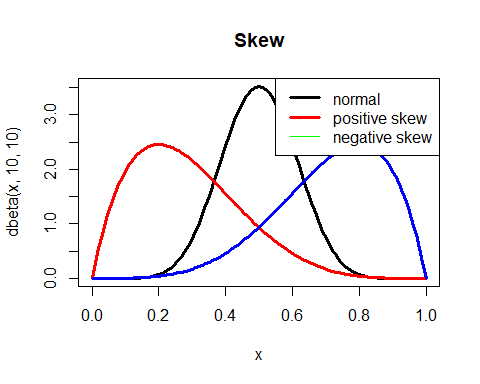 Skew
normal
positive skew
negative skew
dbeta(x, 10, 10)
0.0
1.0
2.0
3.0
0.0
0.2
0.4
0.6
0.8
1.0
x